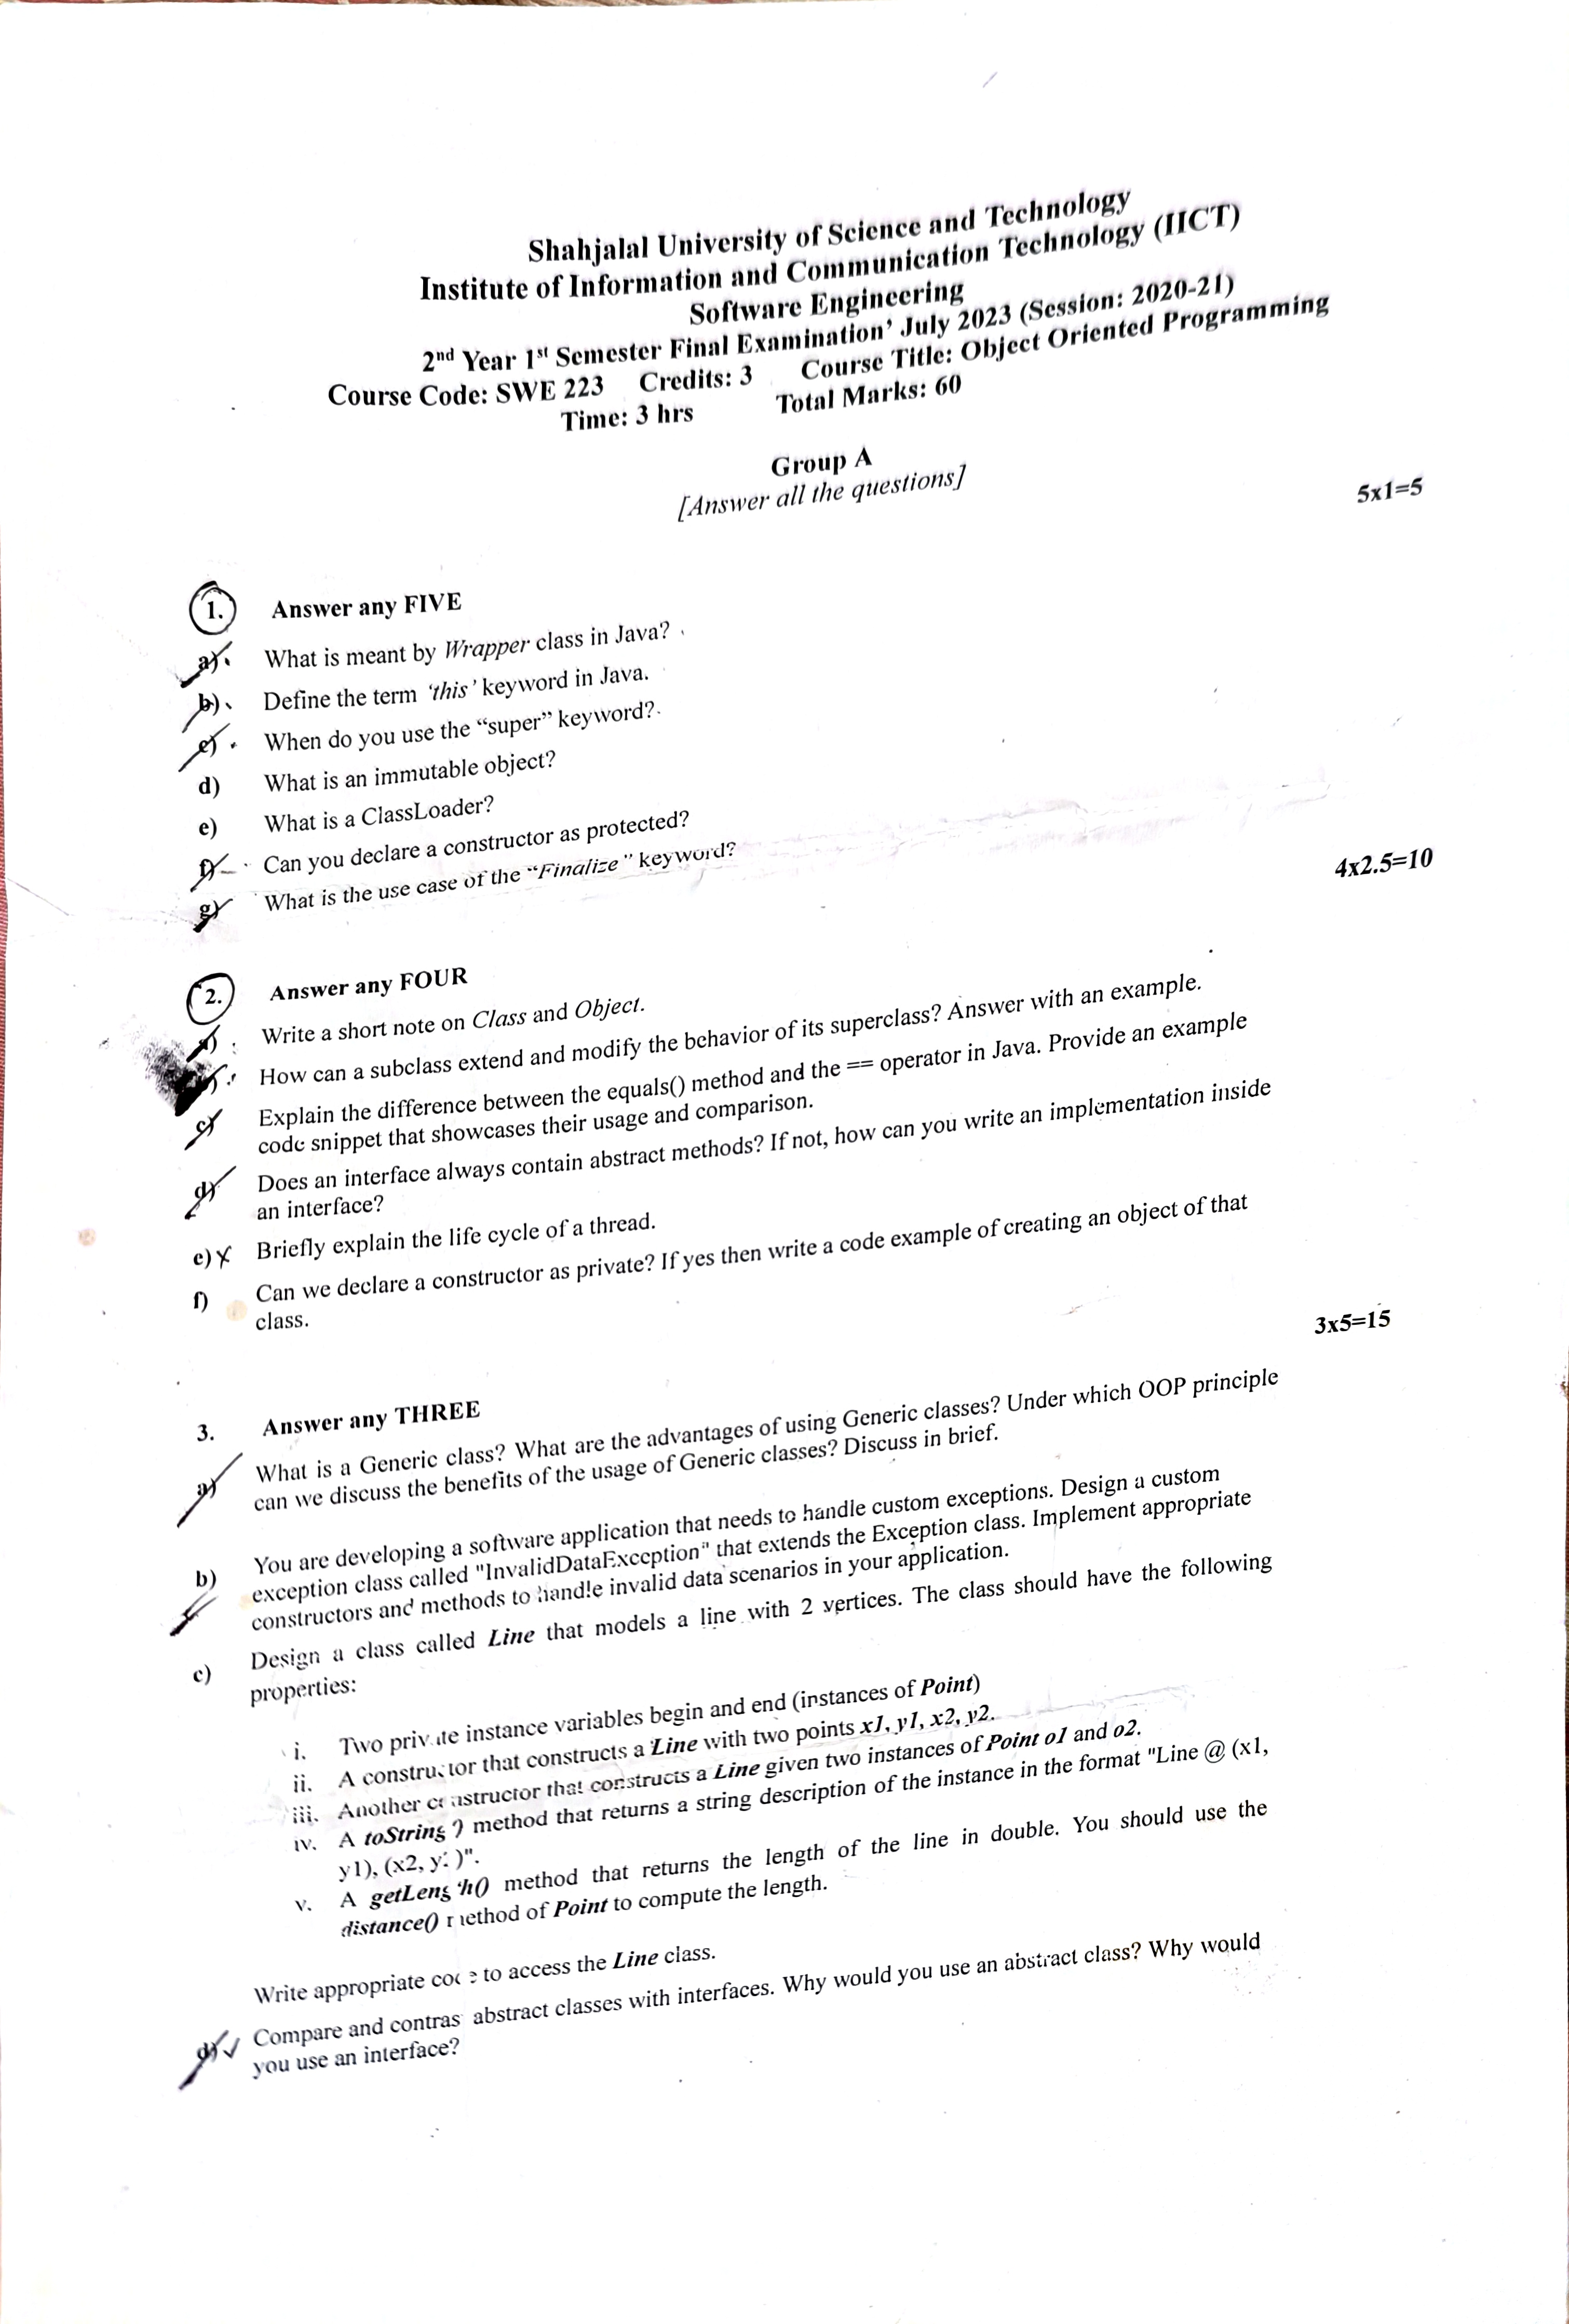 Shahjalal University of Science and Technology
Institute of Information and Communication Technology (IICT)
Software Engineering
2nd Year 1st Semester Final Examination’ July 2023 (Session: 2020-21)
Course Code: SWE 223 Credits: 3 Course Title: Object Oriented Programming
Time: 3 hrs Total Marks: 60
Group A
[Answer all the questions]
5x1=5
1. Answer any FIVE
a) What is meant by Wrapper class in Java?
b) Define the term ‘this’ keyword in Java.
c) When do you use the “super” keyword?
d) What is an immutable object?
e) What is a ClassLoader?
f) Can you declare a constructor as protected?
g) What is the use case of the “Finalize” keyword?
4x2.5=10
2. Answer any FOUR
a) Write a short note on Class and Object.
b) How can a subclass extend and modify the behavior of its superclass? Answer with an example.
c) Explain the difference between the equals() method and the == operator in Java. Provide an example
code snippet that showcases their usage and comparison.
d) Does an interface always contain abstract methods? If not, how can you write an implementation inside
an interface?
e) Briefly explain the life cycle of a thread.
f) Can we declare a constructor as private? If yes then write a code example of creating an object of that
class.
3x5=15
3. Answer any THREE
a) What is a Generic class? What are the advantages of using Generic classes? Under which OOP principle
can we discuss the benefits of the usage of Generic classes? Discuss in brief.
b) You are developing a software application that needs to handle custom exceptions. Design a custom
exception class called "InvalidDataException" that extends the Exception class. Implement appropriate
constructors and methods to handle invalid data scenarios in your application.
c) Design a class called Line that models a line with 2 vertices. The class should have the following
properties:
i. Two private instance variables begin and end (instances of Point)
ii. A constructor that constructs a Line with two points x1, y1, x2, y2.
iii. Another constructor that constructs a Line given two instances of Point o1 and o2.
iv. A toString() method that returns a string description of the instance in the format "Line @ (x1,
y1), (x2, y2)".
v. A getLength() method that returns the length of the line in double. You should use the
distance() method of Point to compute the length.
Write appropriate code to access the Line class.
d) Compare and contrast abstract classes with interfaces. Why would you use an abstract class? Why would
you use an interface?